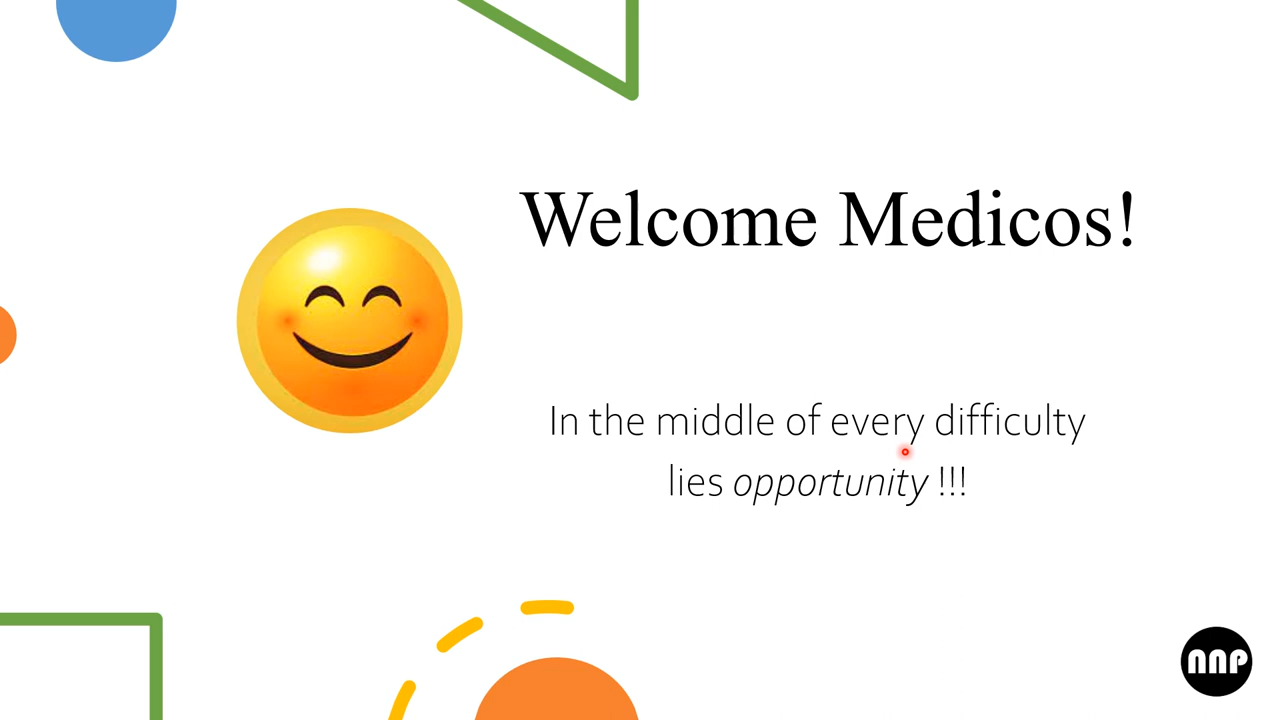 Welcome Medicos!
In the middle of every difficulty
lies opportunity !!!
nnp